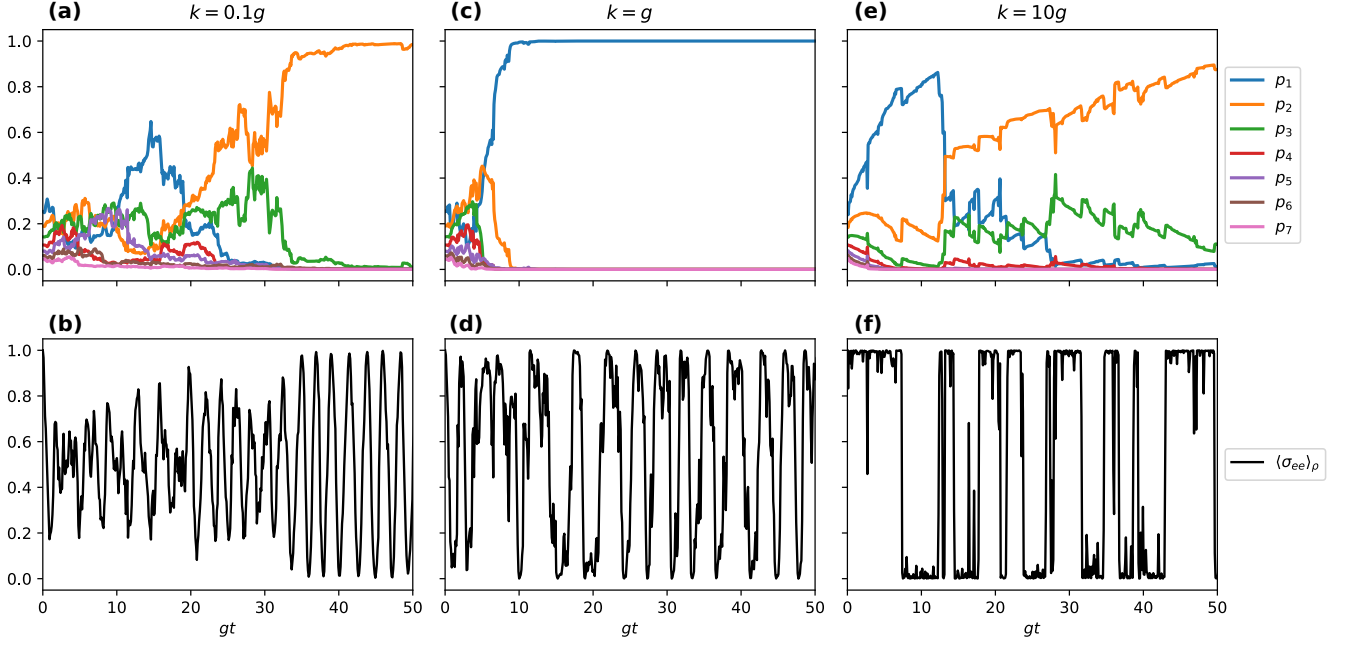 (a) k = 0.1g (c) k = g (e) k = 10g
1.0
0.8
0.6
0.4
0.2
0.0
p1
p2
p3
p4
p5
p6
p7
(b) (d) (f)
1.0
0.8
0.6
0.4
0.2
0.0
⟨σee⟩ρ
0 10 20 30 40 50 0 10 20 30 40 50 0 10 20 30 40 50
gt gt gt